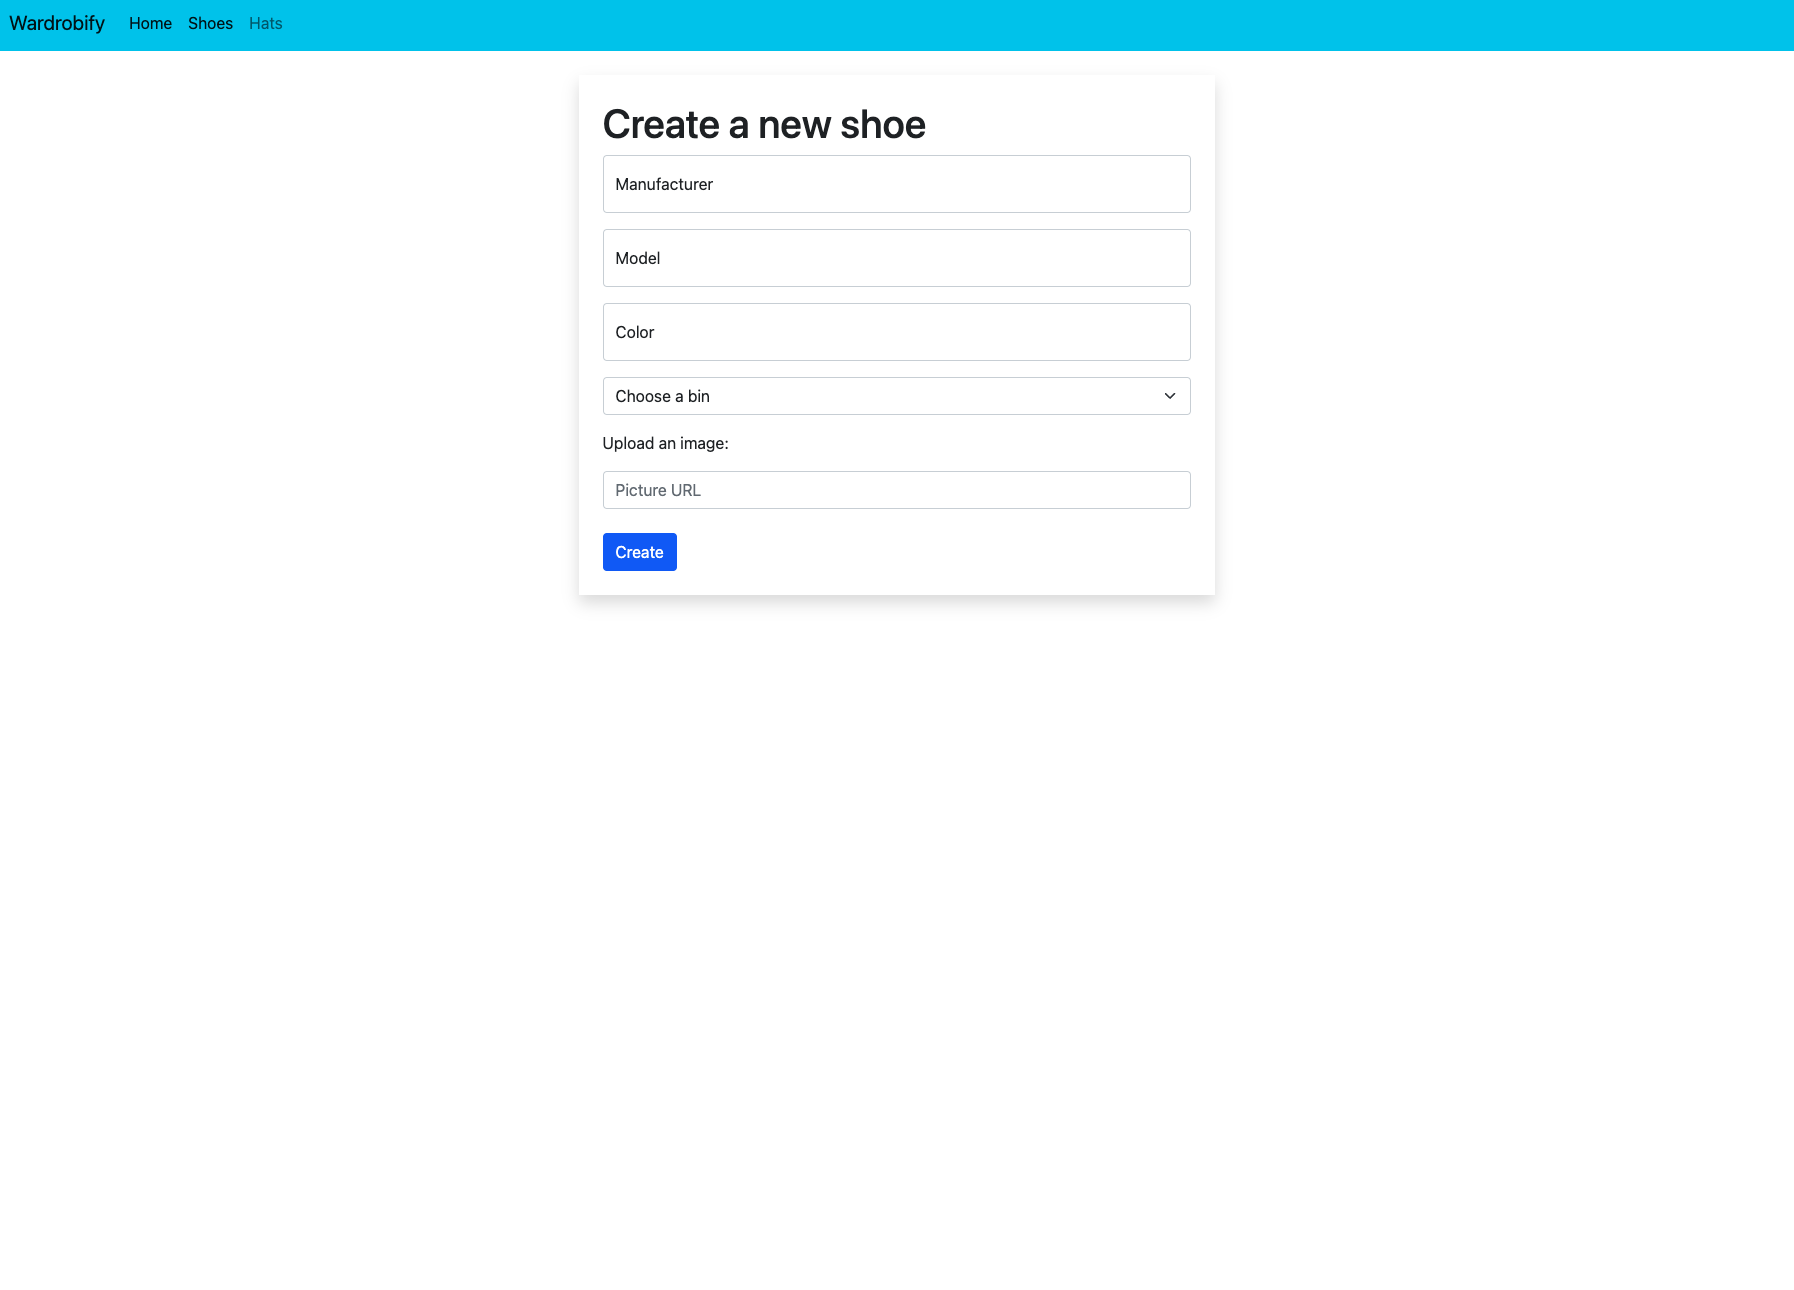 Wardrobify Home Shoes Hats
Create a new shoe
Manufacturer
Model
Color
Choose a bin
Upload an image:
Picture URL
Create